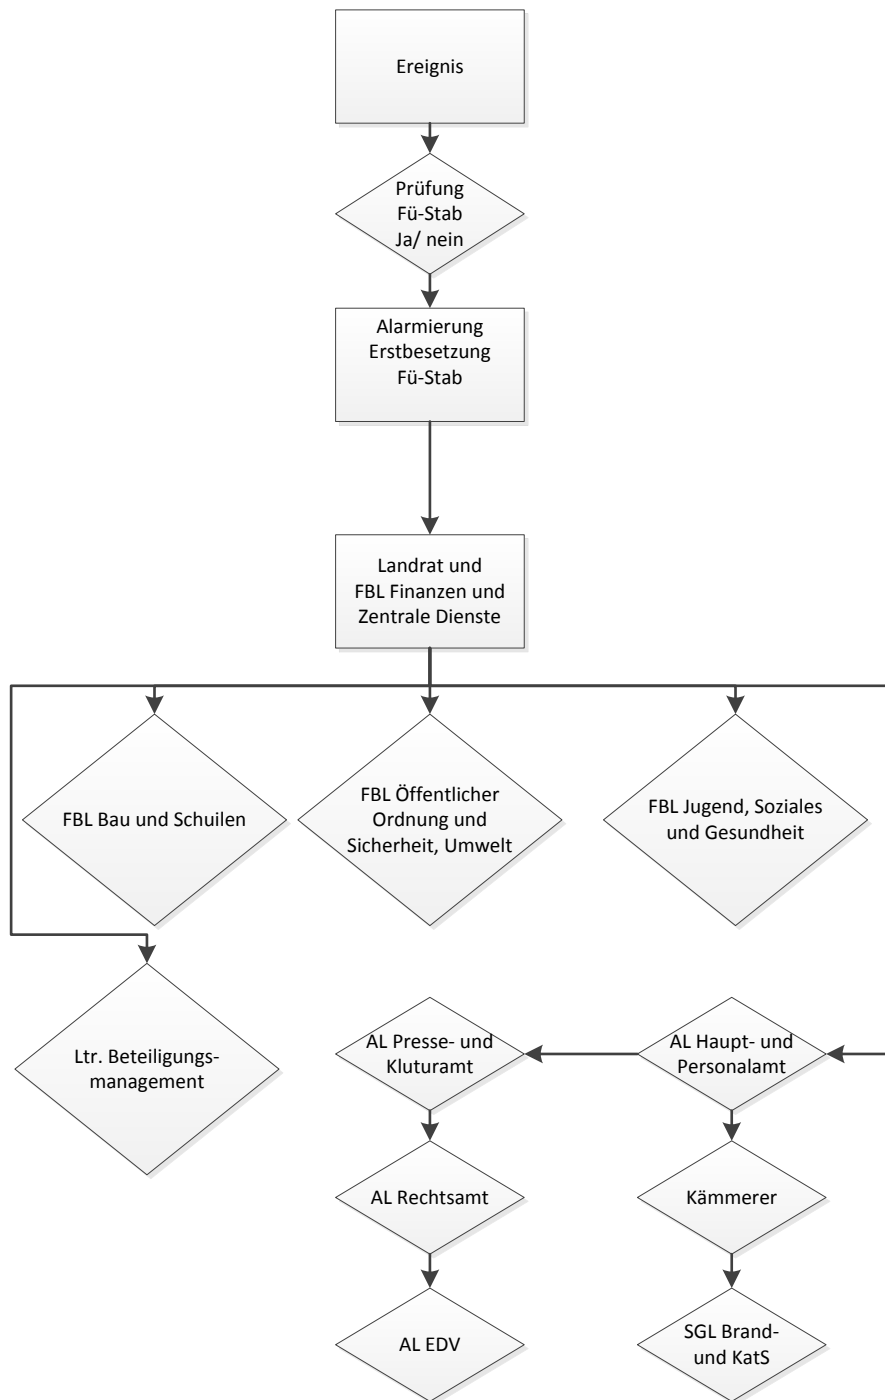 Ereignis
Prüfung
Fü-Stab
Ja/ nein
Alarmierung
Erstbesetzung
Fü-Stab
Landrat und
FBL Finanzen und
Zentrale Dienste
FBL Bau und Schuilen
FBL Öffentlicher
Ordnung und
Sicherheit, Umwelt
FBL Jugend, Soziales
und Gesundheit
Ltr. Beteiligungs-
management
AL Presse- und
Kluturamt
AL Haupt- und
Personalamt
AL Rechtsamt
Kämmerer
AL EDV
SGL Brand-
und KatS